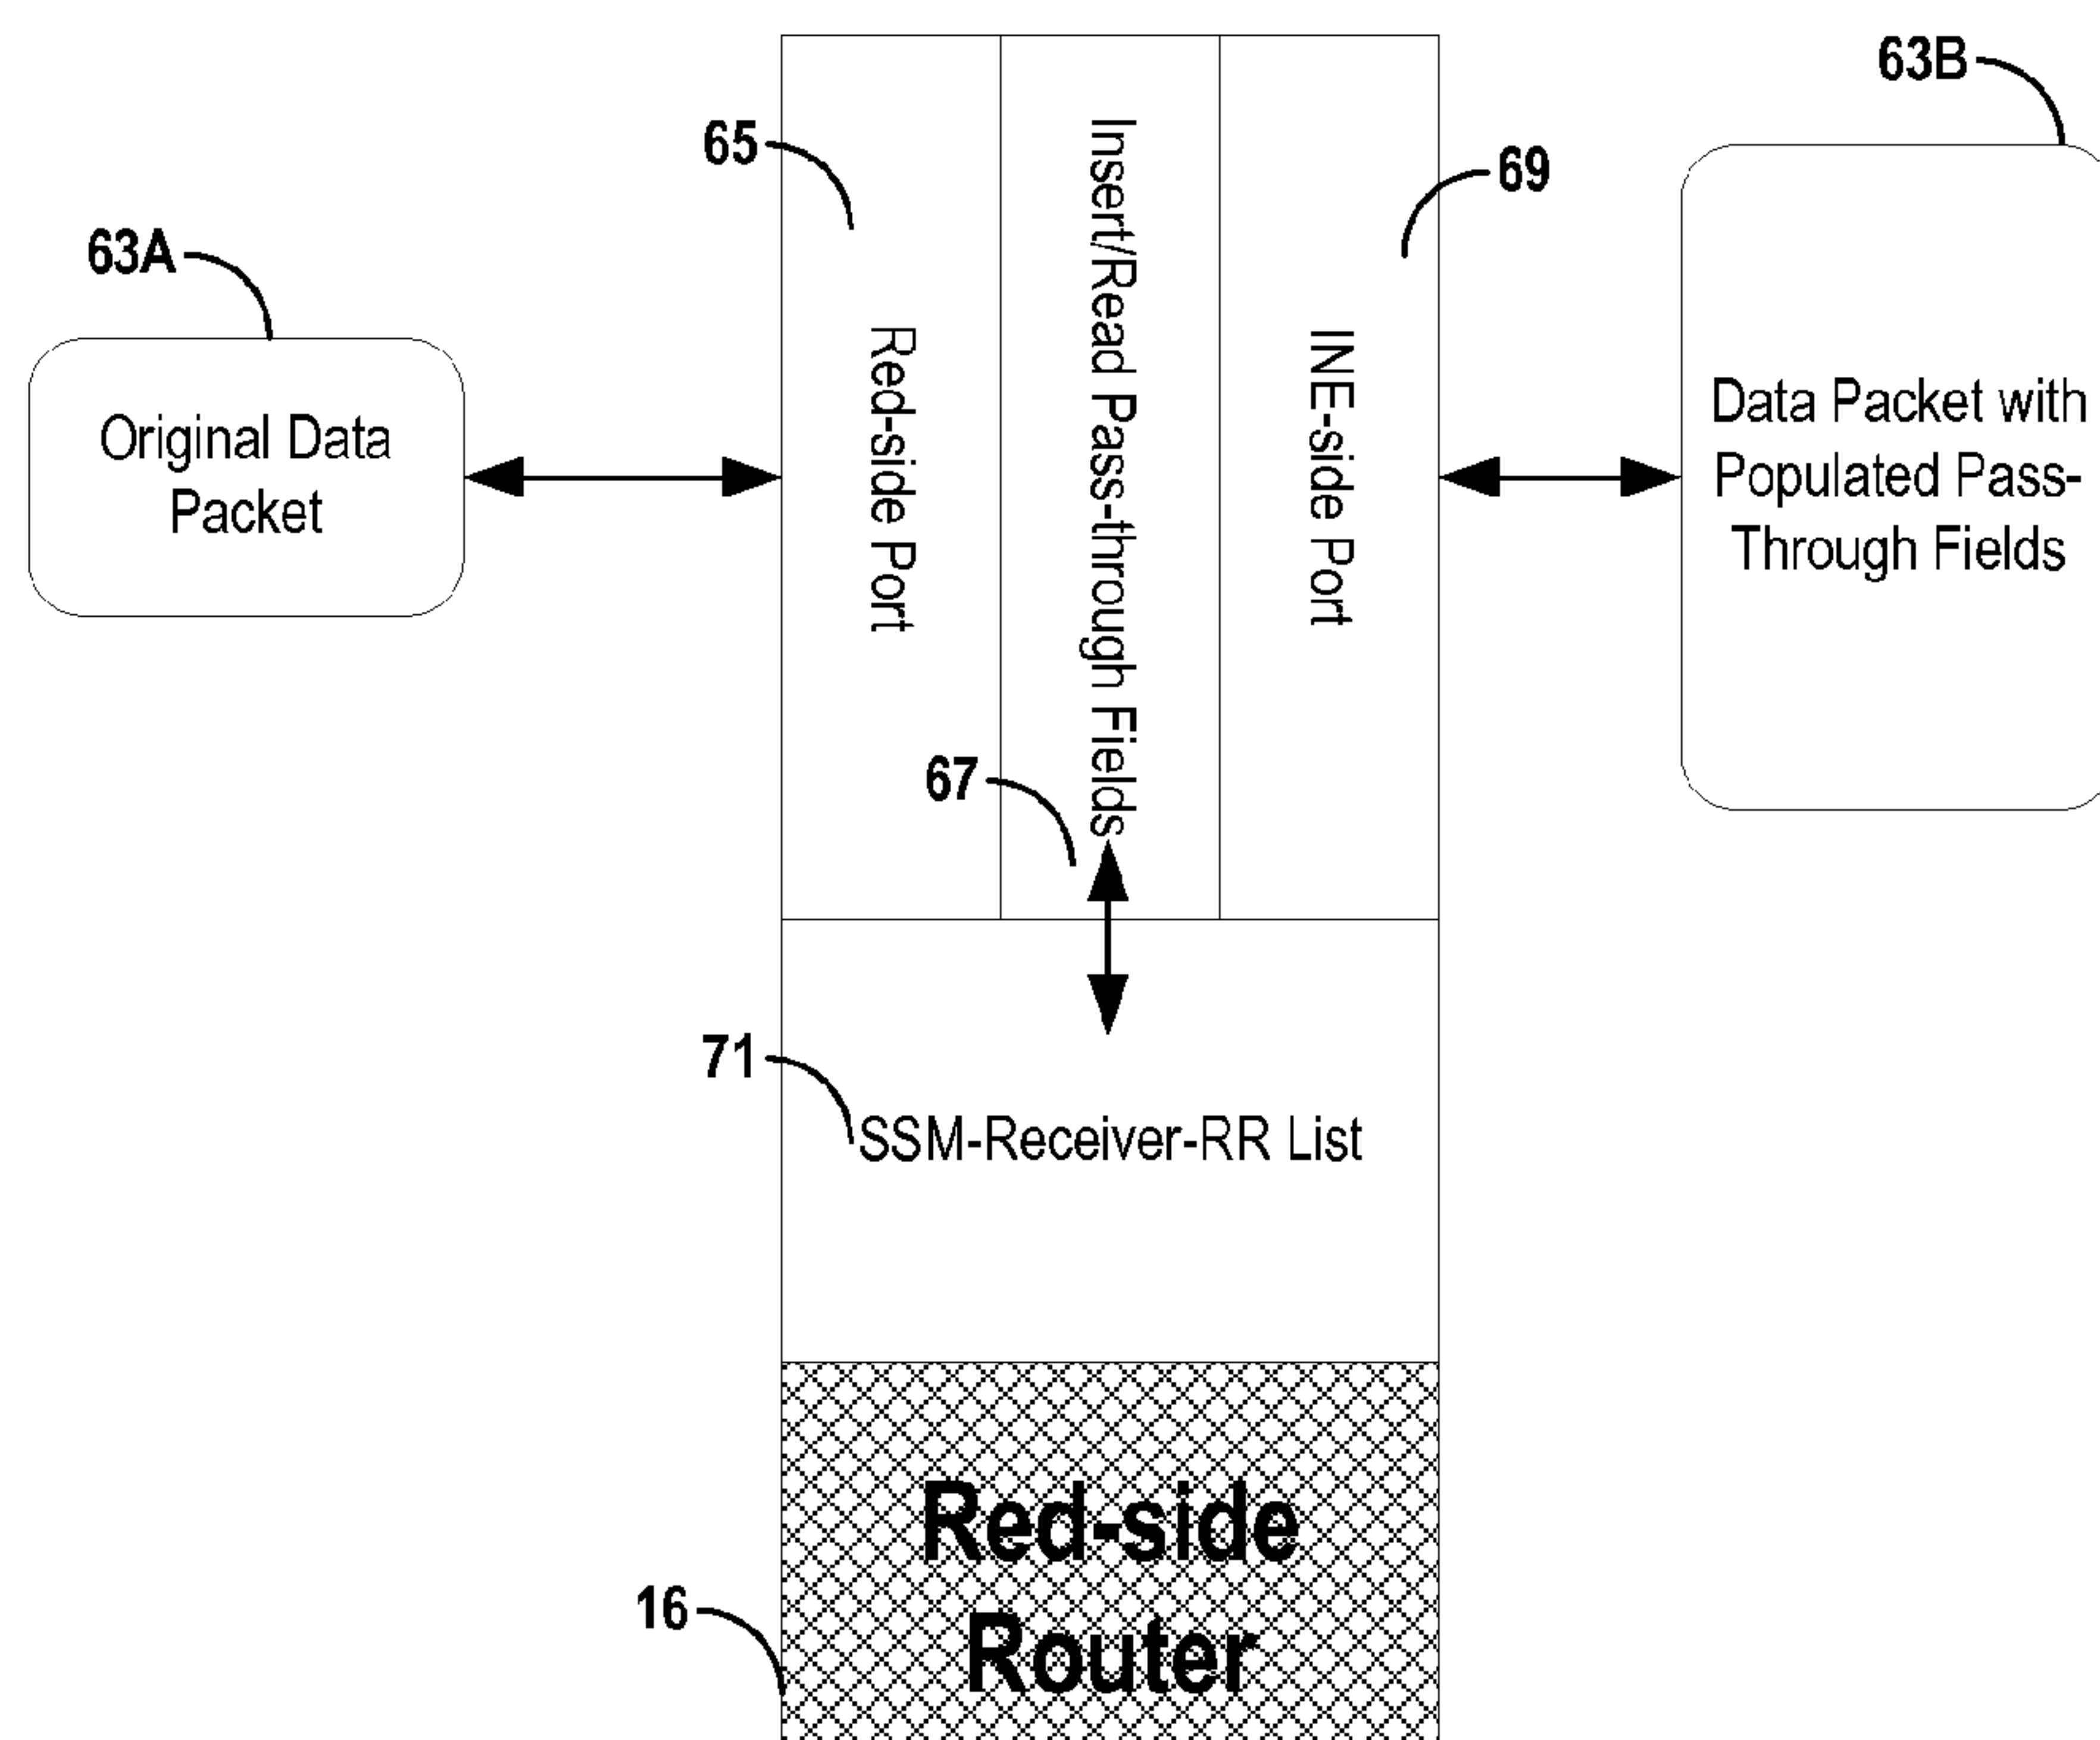 63B
65
Insert/Read Pass-through Fields
69
63A
Red-side Port
INE-side Port
Original Data
Packet
Data Packet with
Populated Pass-
Through Fields
67
71
SSM-Receiver-RR List
Red-side
Router
16